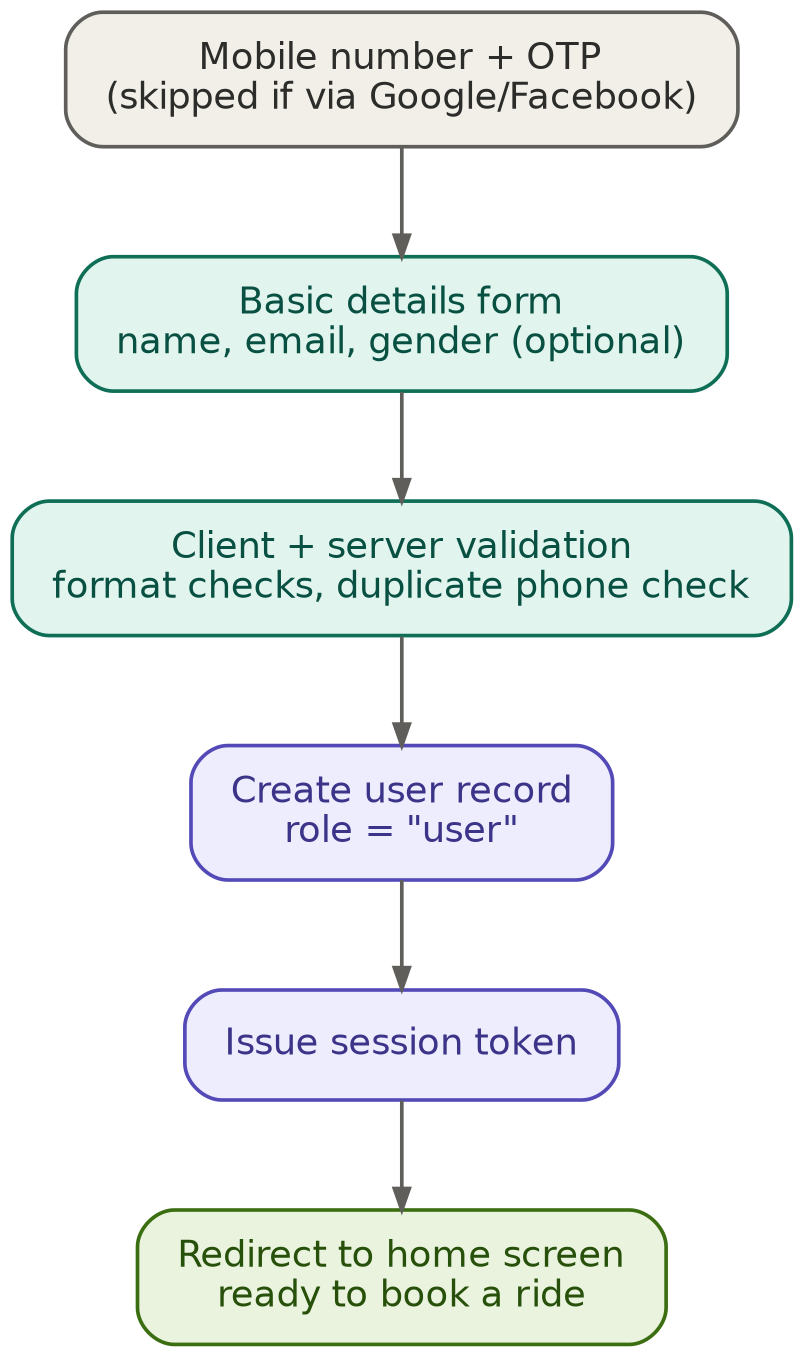 Mobile number + OTP
(skipped if via Google/Facebook)
Basic details form
name, email, gender (optional)
Client + server validation
format checks, duplicate phone check
Create user record
role = "user"
Issue session token
Redirect to home screen
ready to book a ride